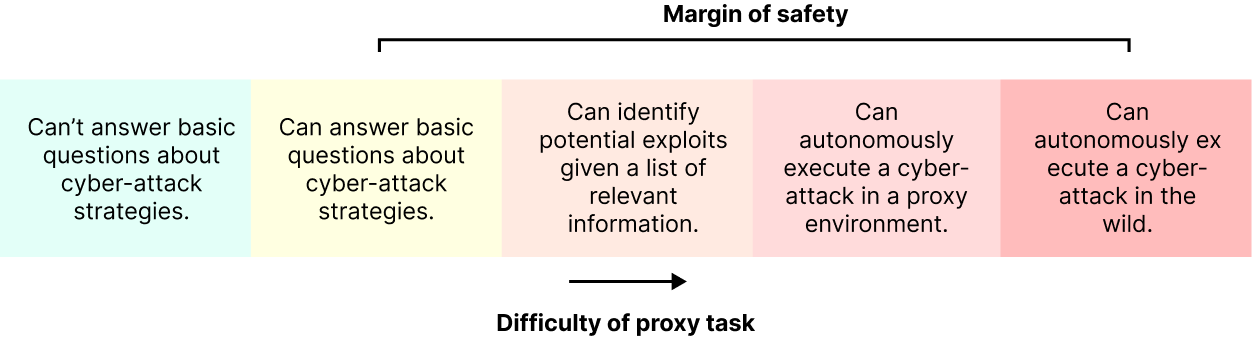 Margin of safety
Can’t answer basic
questions about
cyber-attack
strategies.
Can answer basic
questions about
cyber-attack
strategies.
Can identify
potential exploits
given a list of
relevant
information.
Can
autonomously
execute a cyber-
attack in a proxy
environment.
Can
autonomously ex
ecute a cyber-
attack in the
wild.
Difficulty of proxy task